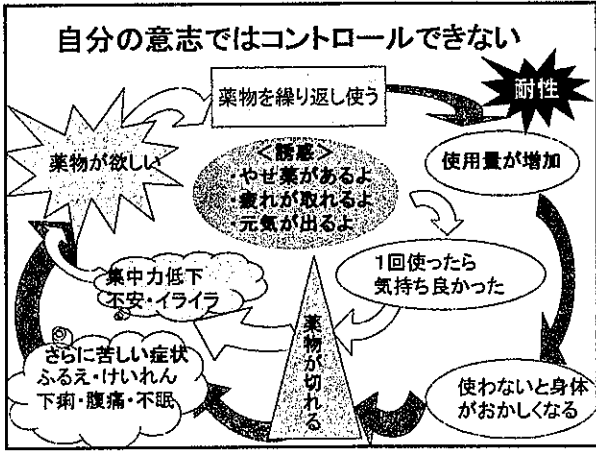 自分の意志ではコントロールできない
薬物を繰り返し使う
耐性
薬物が欲しい
<誘惑>
・やせ薬があるよ
・疲れが取れるよ
・元気が出るよ
使用量が増加
1回使ったら
気持ち良かった
集中力低下
不安・イライラ
薬物が切れる
さらに苦しい症状
ふるえ・けいれん
下痢・腹痛・不眠
使わないと身体
がおかしくなる